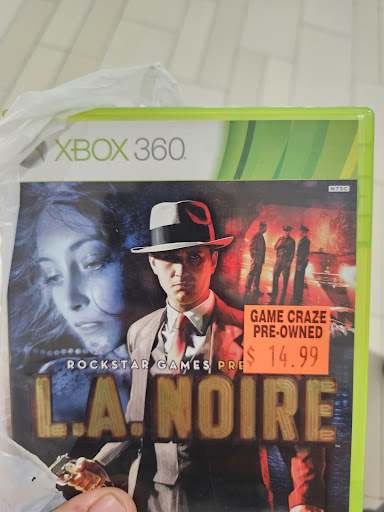 XBOX 360
NTSC
GAME CRAZE
PRE-OWNED
$ 14.99
ROCKSTAR GAMES PRE
L.A. NOIRE